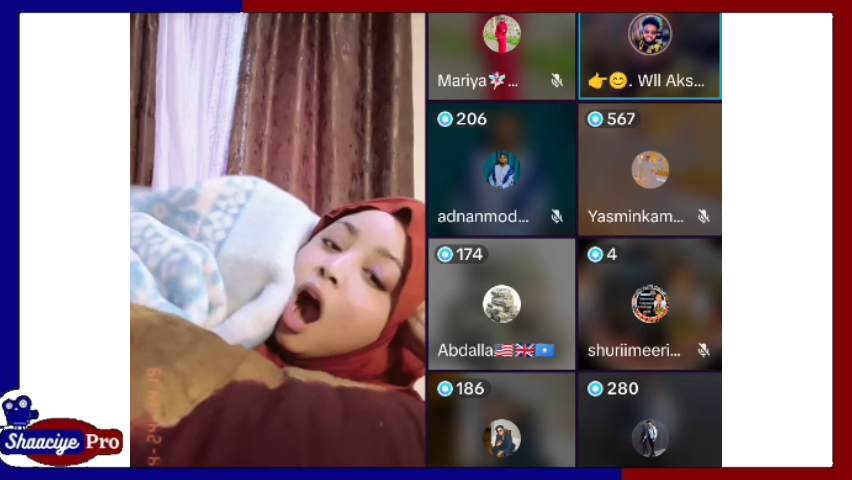 Mariya🧚...
👉😊. Wll Aks...
206
567
adnanmod...
Yasminkam...
174
4
Abdalla🇺🇸🇬🇧🇸🇴
shuriimeeri...
186
280
Shaaciye Pro